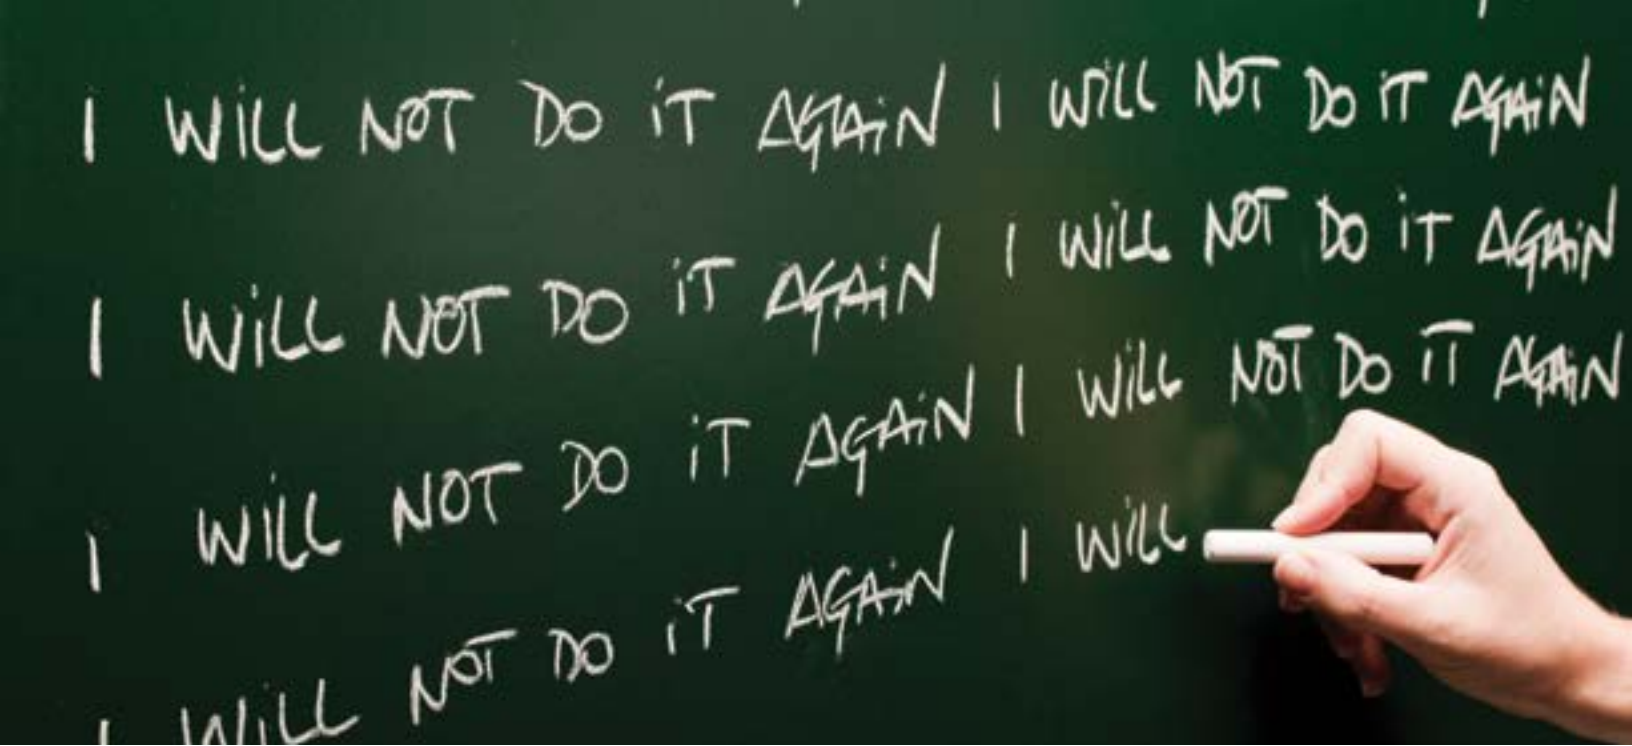 I WiLL NOT DO iT AGAiN I WiLL NOT DO iT AGAiN
I WiLL NOT DO iT AGAiN I WiLL NOT DO iT AGAiN
I WiLL NOT DO iT AGAiN I WiLL NOT DO IT AGAiN
I WiLL NOT DO iT AGAiN I WiLL